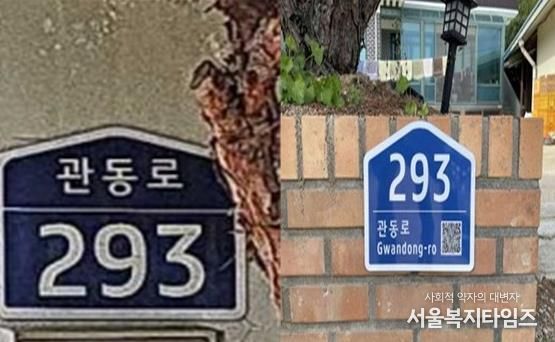 관동로
293
293
관동로
Gwandong-ro
사회적 약자의 대변자
서울복지타임즈